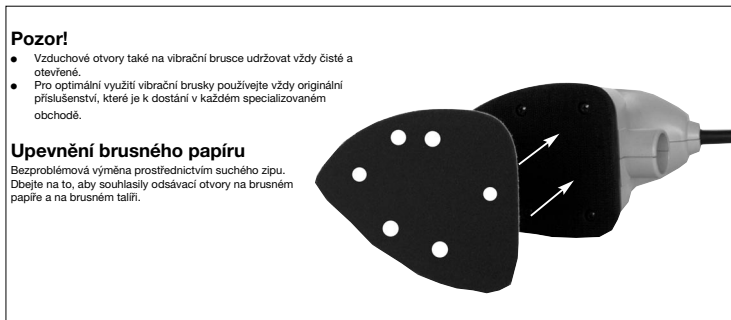 Pozor!
● Vzduchové otvory také na vibrační brusce udržovat vždy čisté a
otevřené.
● Pro optimální využití vibrační brusky používejte vždy originální
příslušenství, které je k dostání v každém specializovaném
obchodě.
Upevnění brusného papíru
Bezproblémová výměna prostřednictvím suchého zipu.
Dbejte na to, aby souhlasily odsávací otvory na brusném
papíře a na brusném talíři.